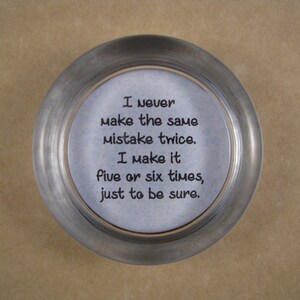 I never
make the same
mistake twice.
I make it
five or six times,
just to be sure.